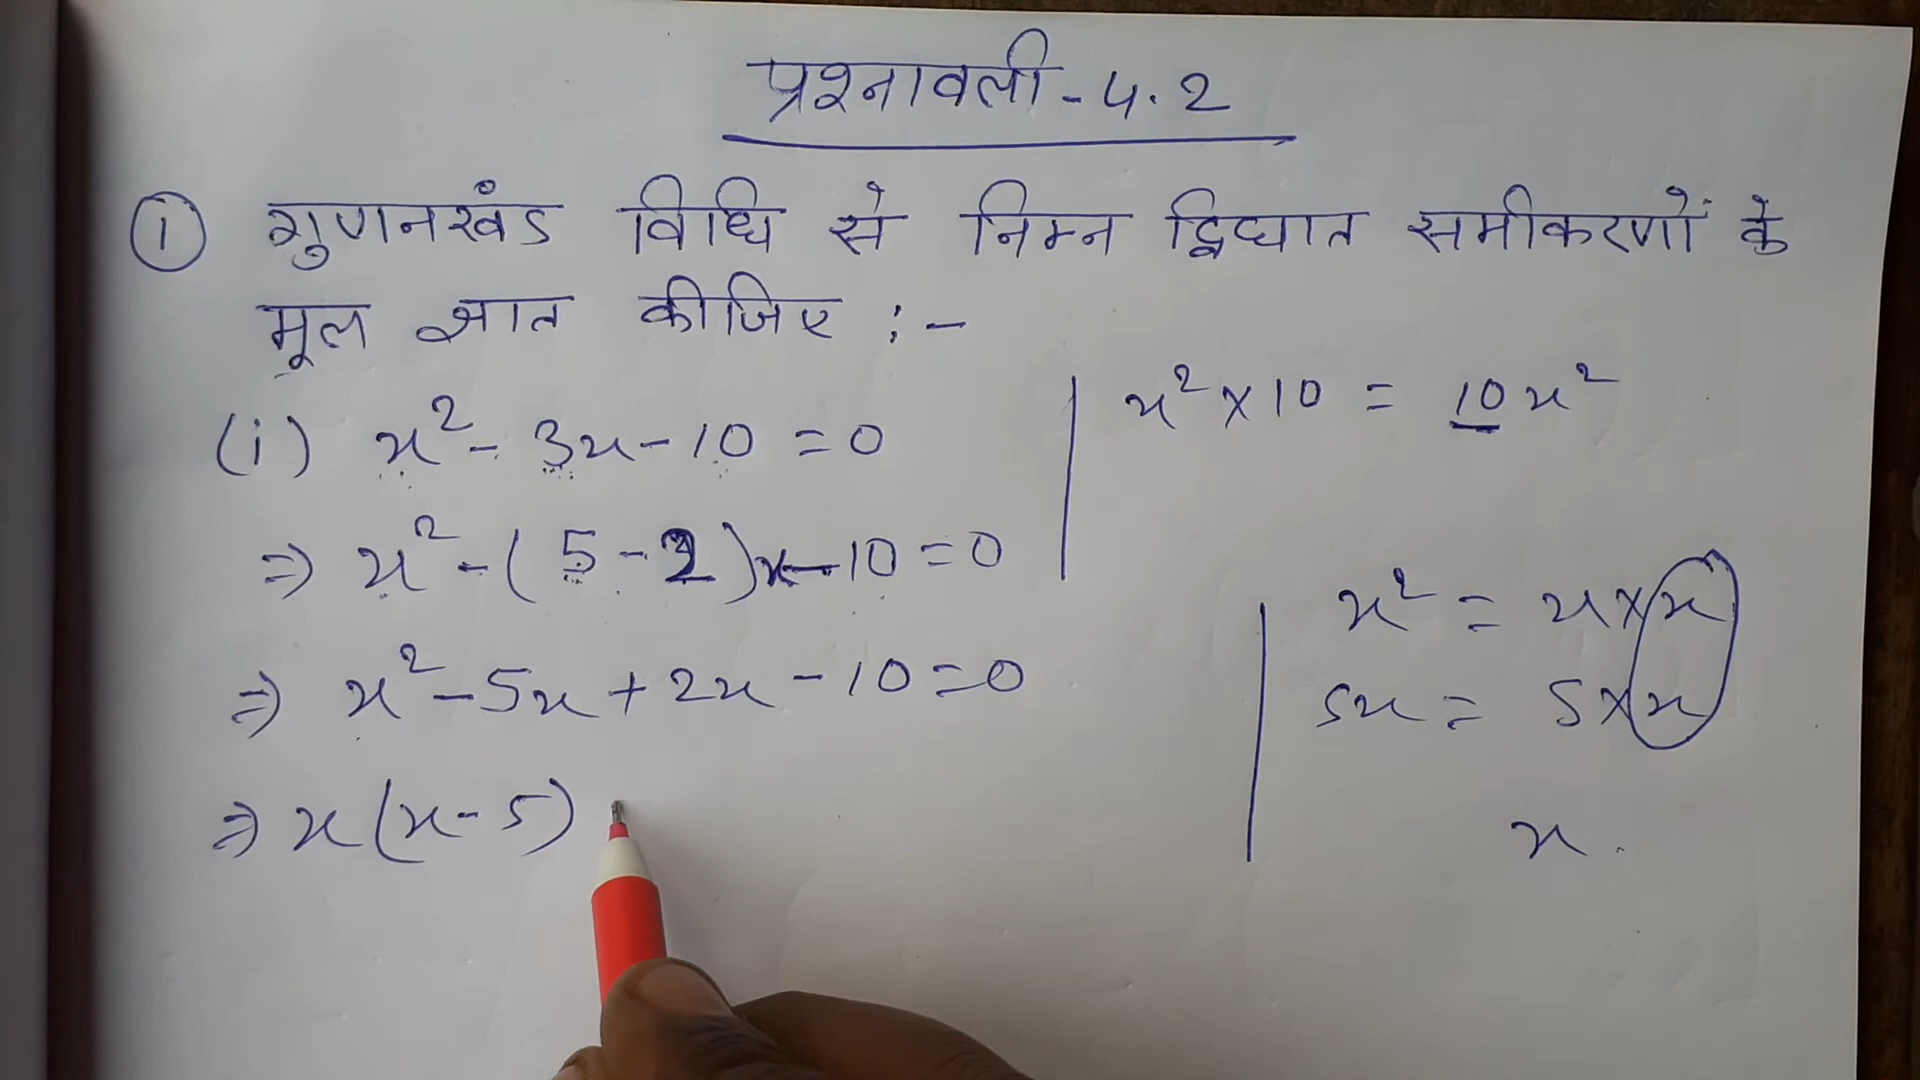 प्रश्नावली - 4.2
① गुणनखंड विधि से निम्न द्विघात समीकरणों के
मूल ज्ञात कीजिए :-
(i) x² - 3x - 10 = 0
⇒ x² - (5 - 2)x - 10 = 0
⇒ x² - 5x + 2x - 10 = 0
⇒ x(x - 5)
x² × 10 = 10x²
x² = x × x
5x = 5 × x
x.